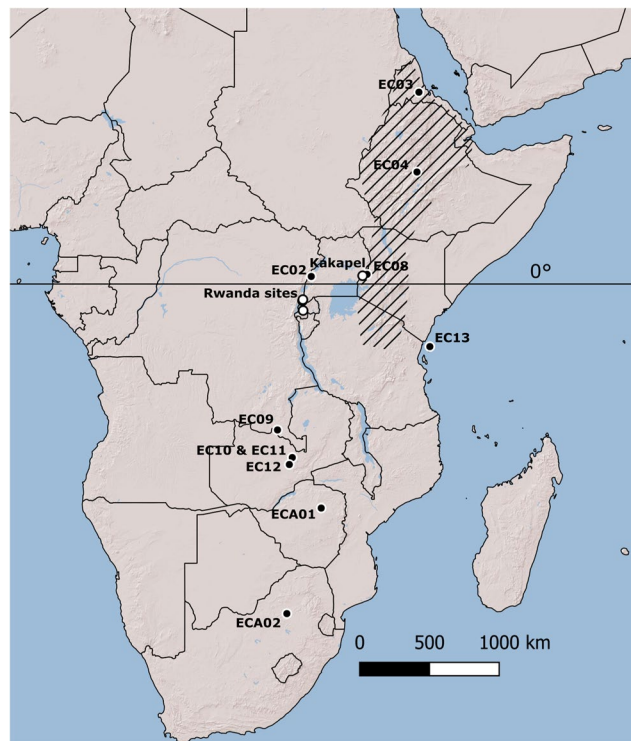 EC03
EC04
Kakapel
EC02
EC08
0°
Rwanda sites
EC13
EC09
EC10 & EC11
EC12
ECA01
ECA02
0 500 1000 km